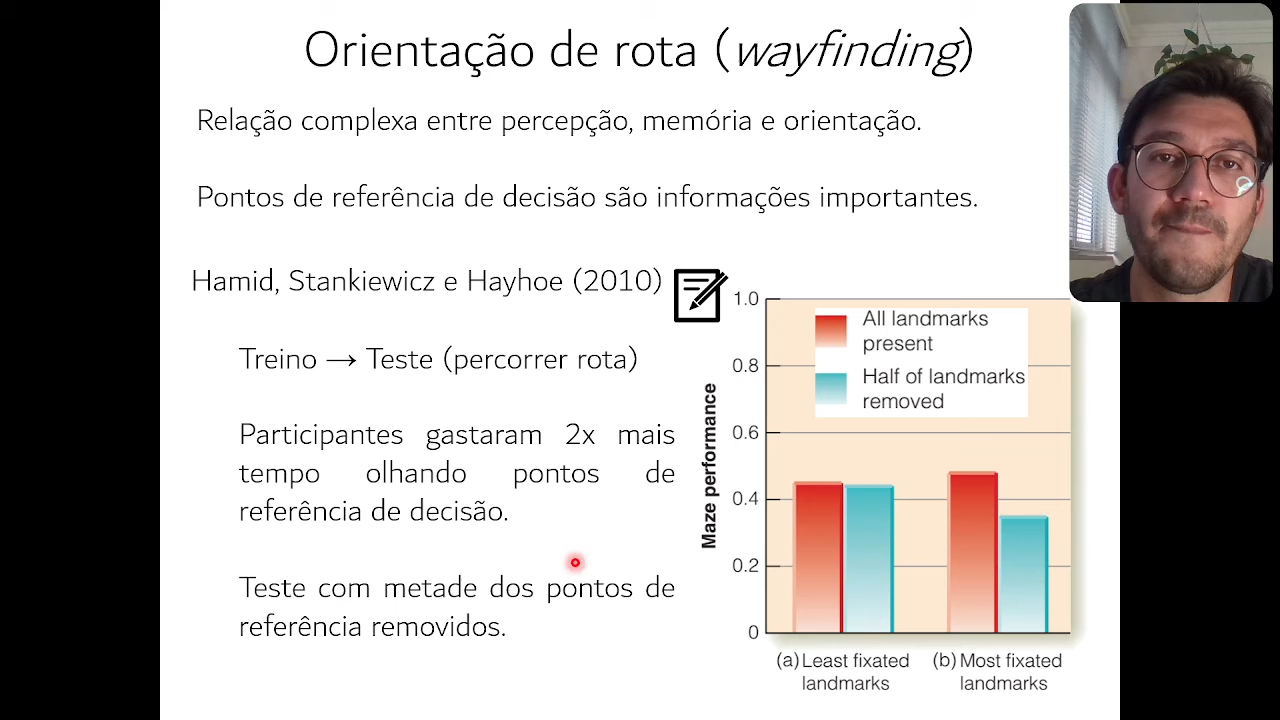 Orientação de rota (wayfinding)
Relação complexa entre percepção, memória e orientação.
Pontos de referência de decisão são informações importantes.
Hamid, Stankiewicz e Hayhoe (2010)
Treino → Teste (percorrer rota)
Participantes gastaram 2x mais
tempo olhando pontos de
referência de decisão.
Teste com metade dos pontos de
referência removidos.
Maze performance
1.0
0.8
0.6
0.4
0.2
0
All landmarks
present
Half of landmarks
removed
(a) Least fixated
landmarks
(b) Most fixated
landmarks